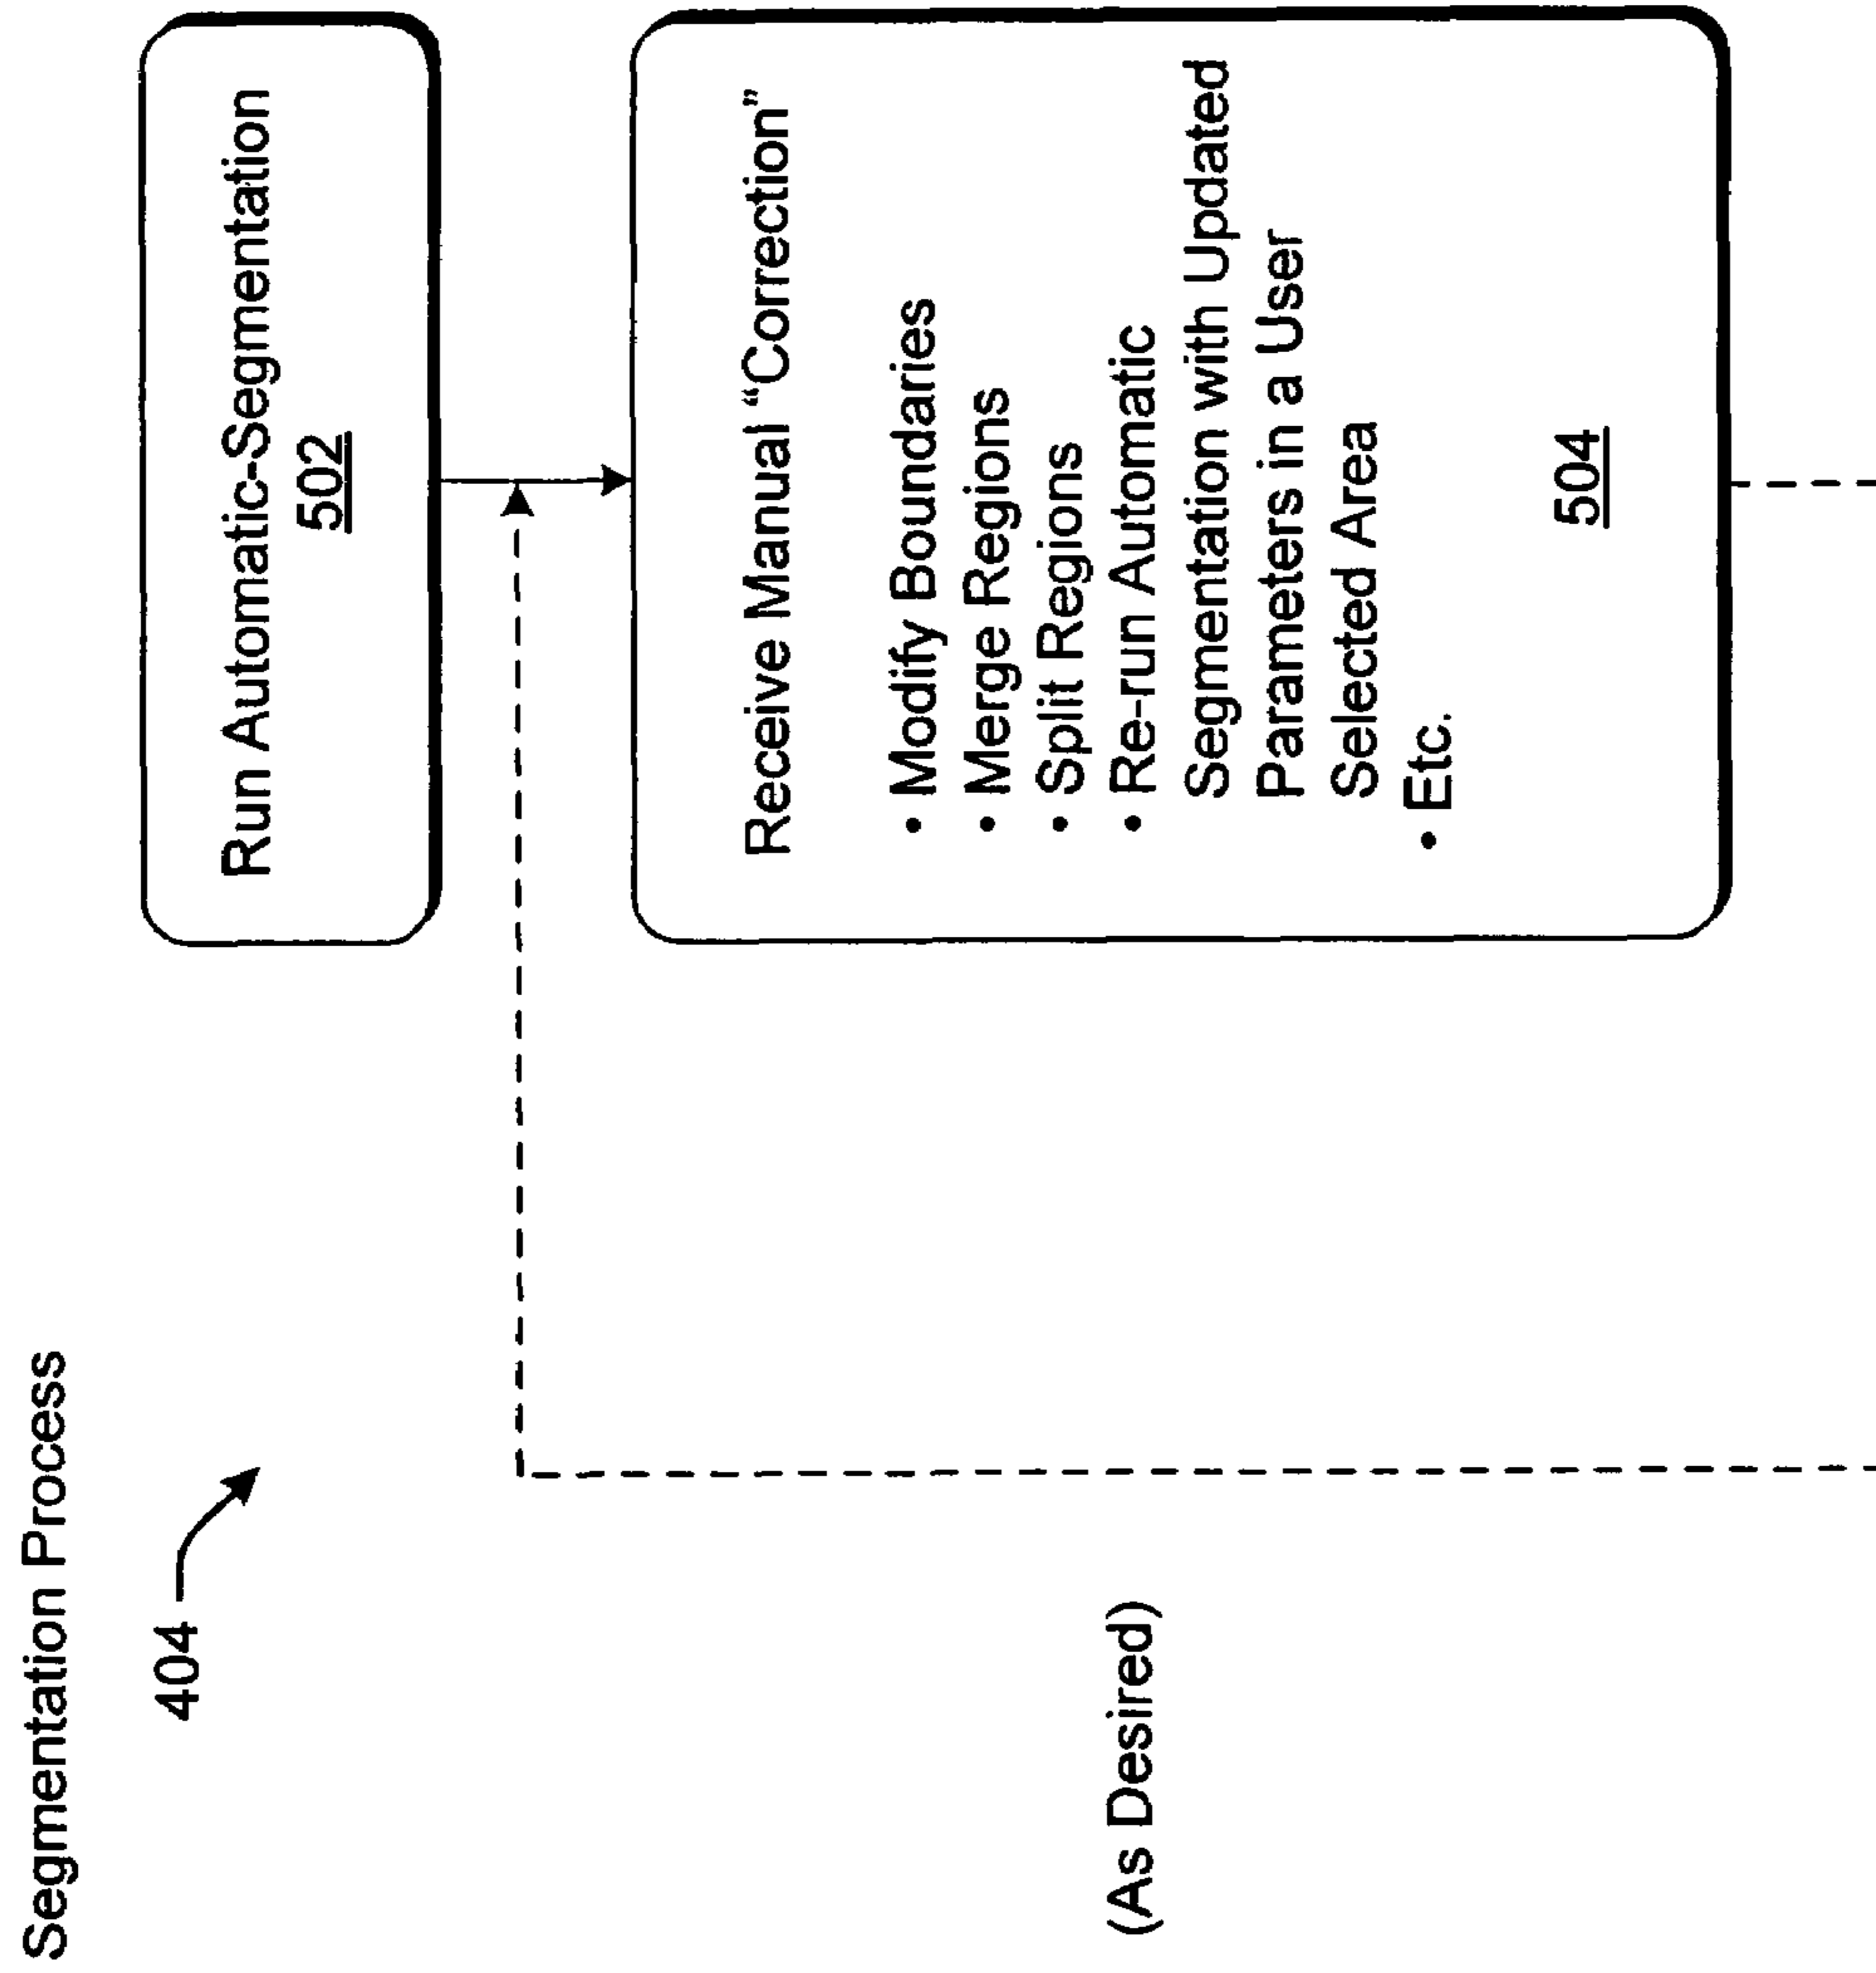 Segmentation Process
404
Run Automatic-Segmentation
502
Receive Manual “Correction”
• Modify Boundaries
• Merge Regions
• Split Regions
• Re-run Automatic
Segmentation with Updated
Parameters in a User
Selected Area
• Etc.
504
(As Desired)